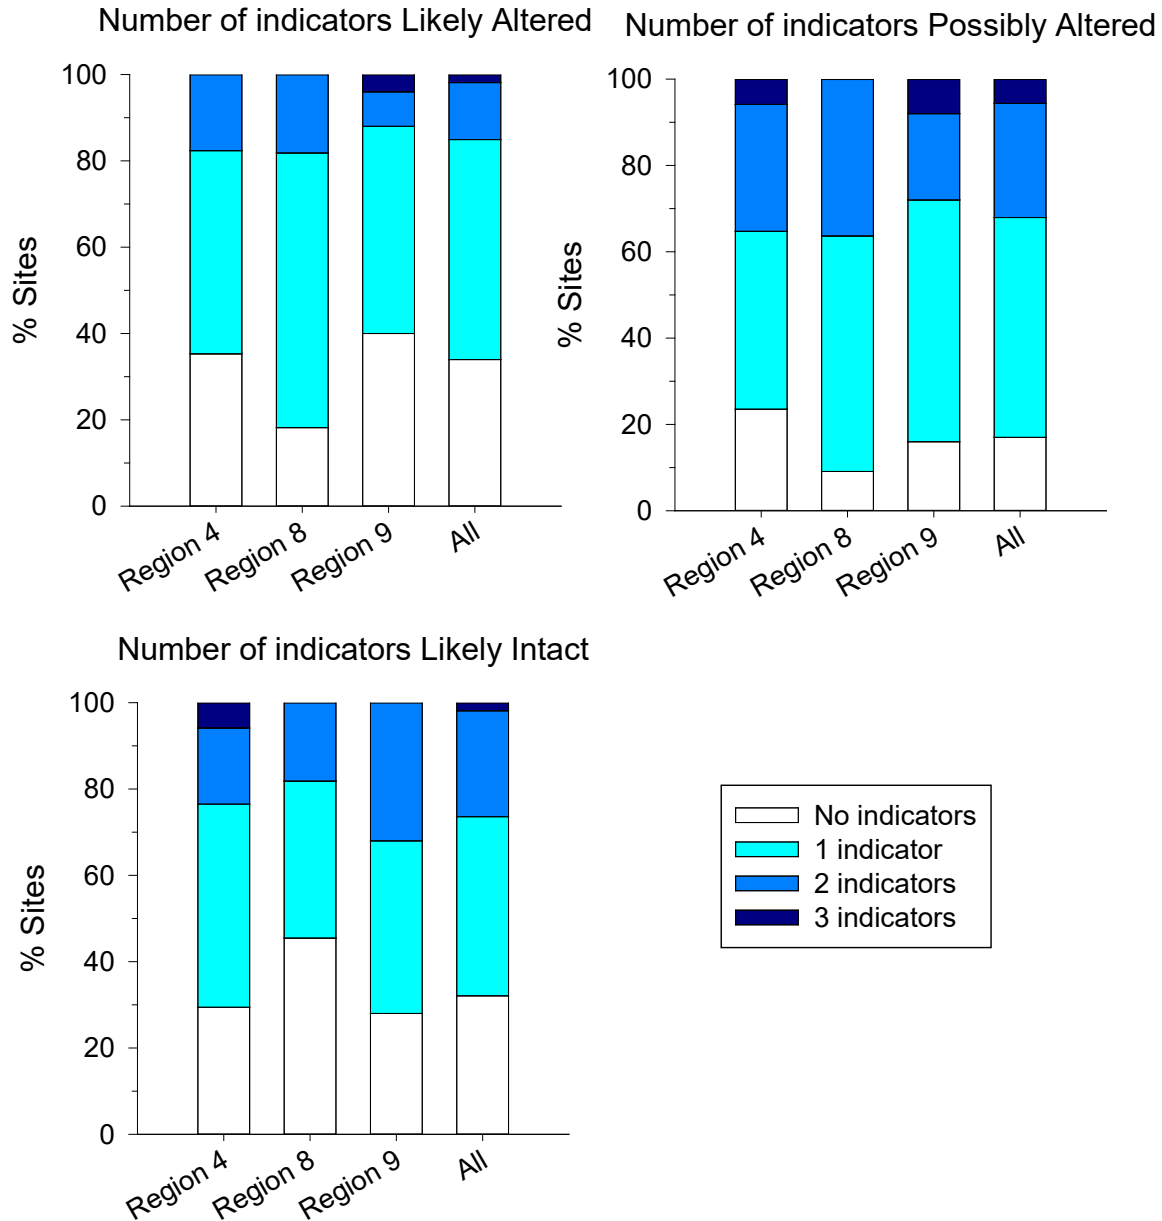 Number of indicators Likely Altered
100
80
60
40
20
0
% Sites
Region 4
Region 8
Region 9
All
Number of indicators Possibly Altered
100
80
60
40
20
0
% Sites
Region 4
Region 8
Region 9
All
Number of indicators Likely Intact
100
80
60
40
20
0
% Sites
Region 4
Region 8
Region 9
All
No indicators
1 indicator
2 indicators
3 indicators